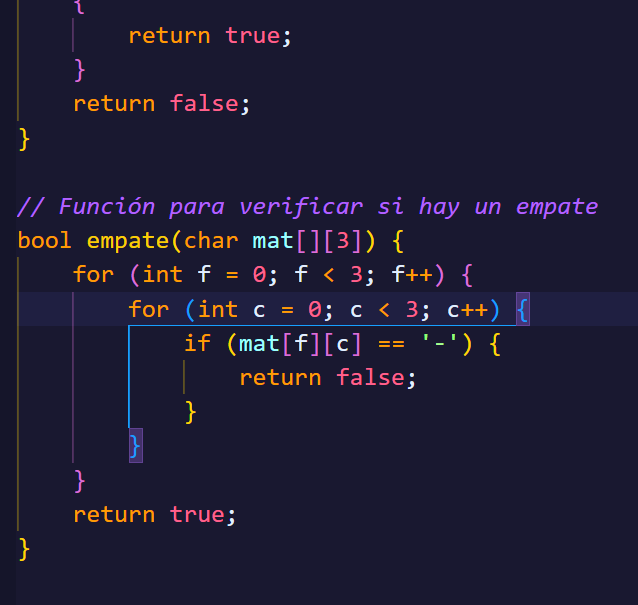 {
return true;
}
return false;
}
// Función para verificar si hay un empate
bool empate(char mat[][3]) {
for (int f = 0; f < 3; f++) {
for (int c = 0; c < 3; c++) {
if (mat[f][c] == '-') {
return false;
}
}
}
return true;
}